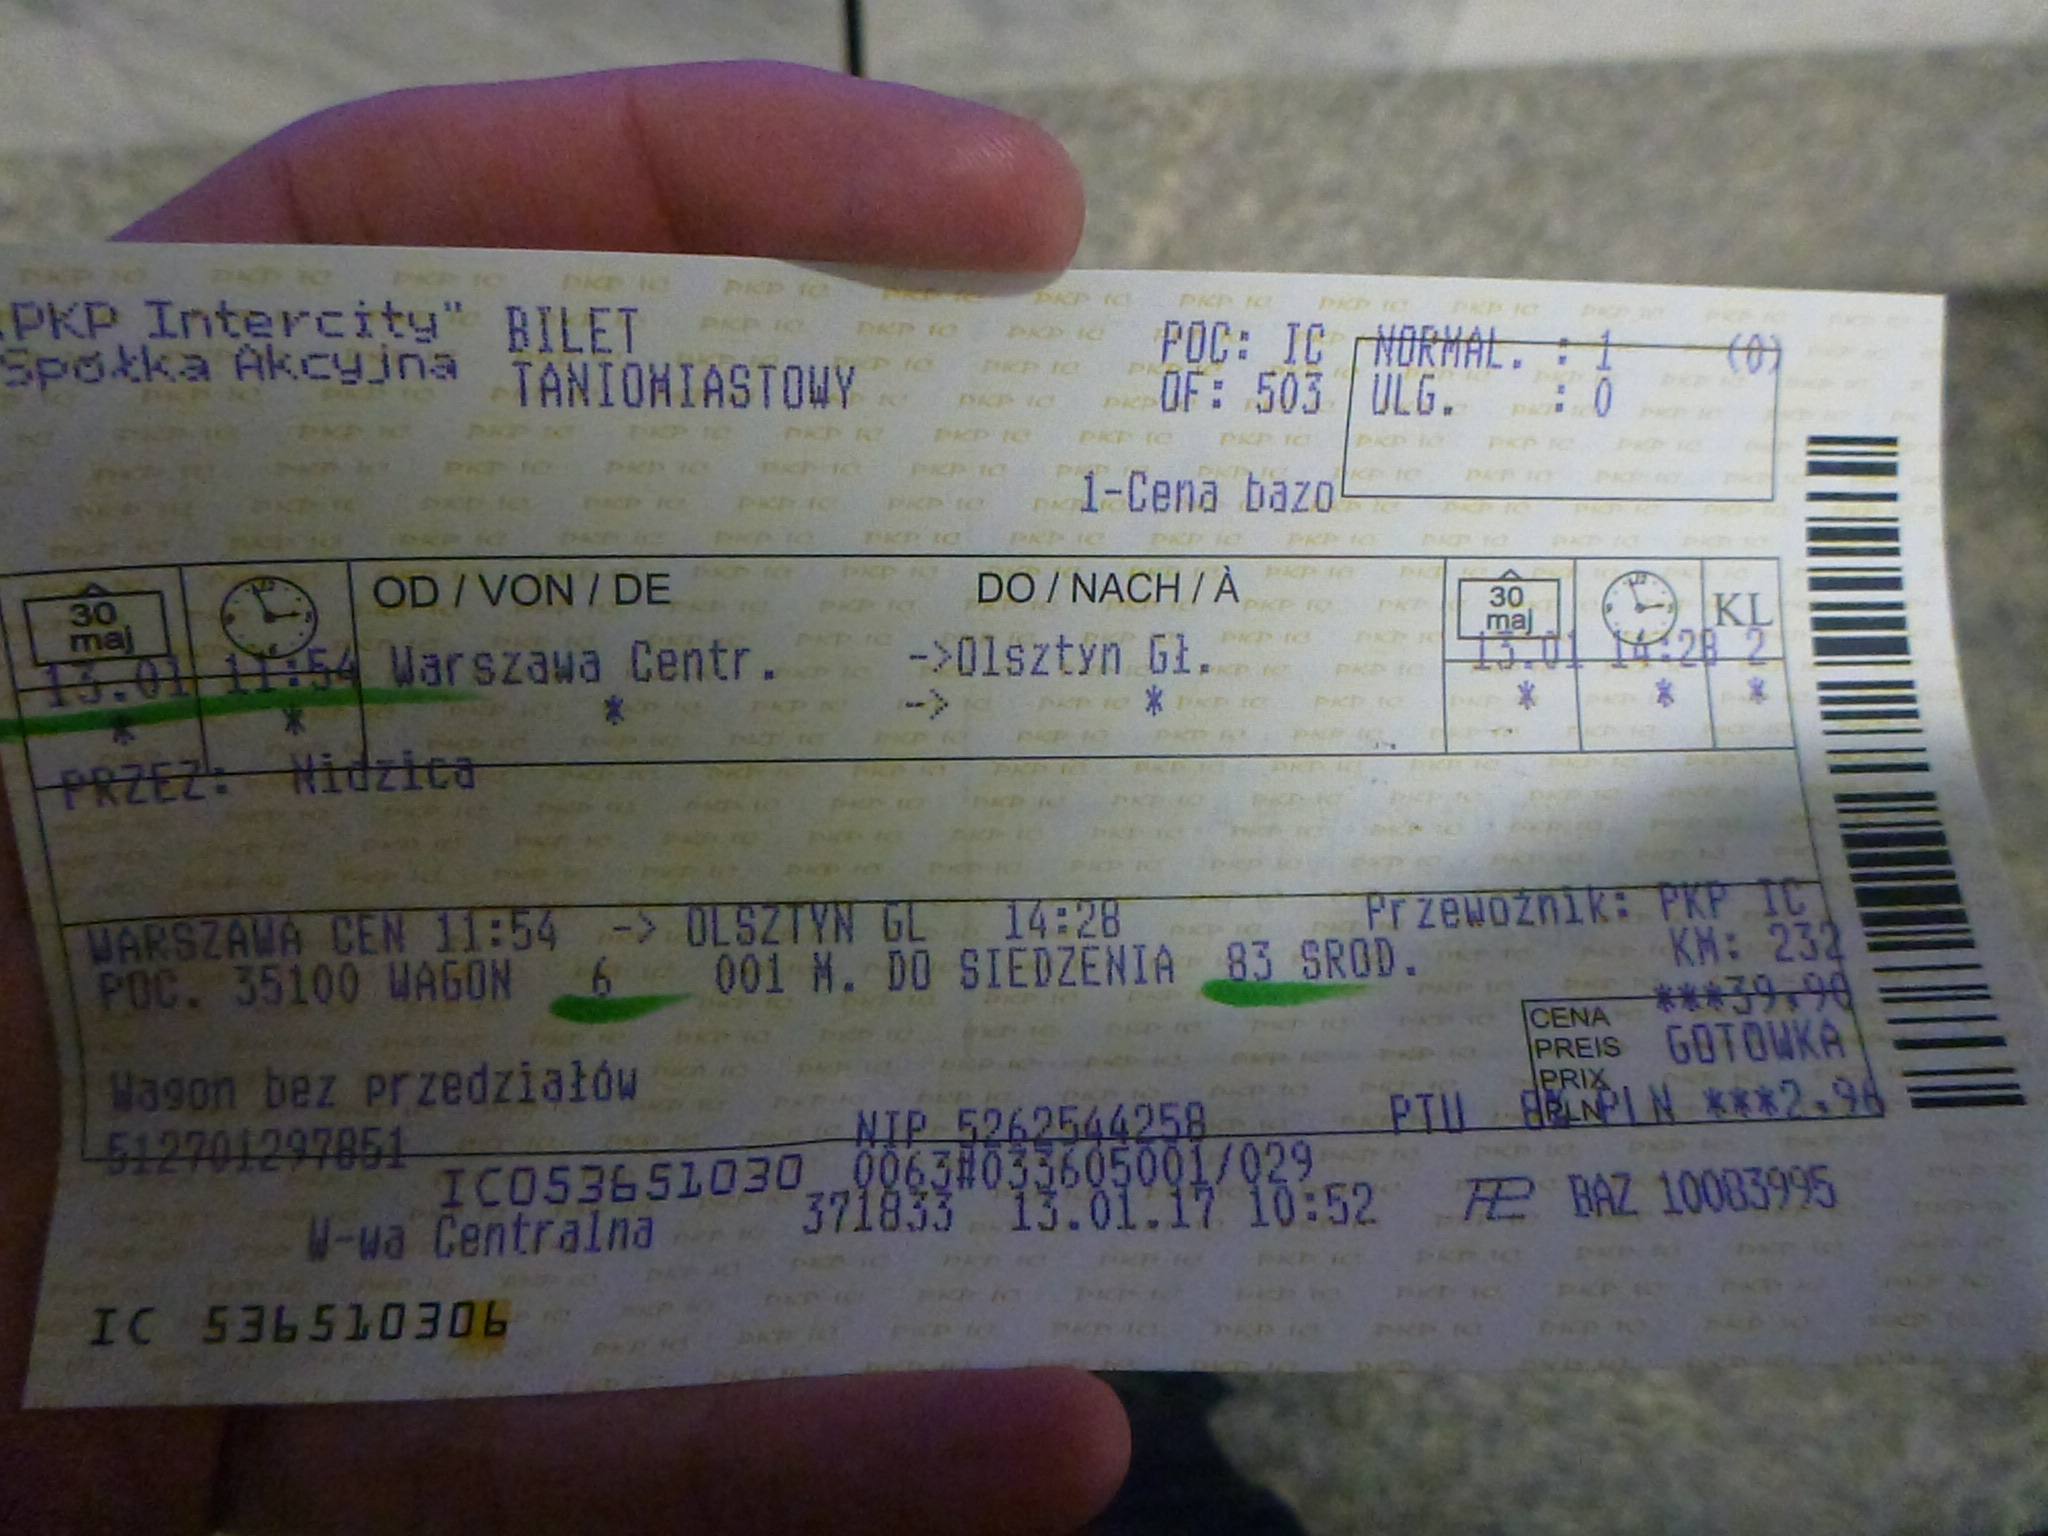 "PKP Intercity" BILET POC: IC NORMAL. : 1 (0)
Spółka Akcyjna TANIOMIASTOWY OF: 503 ULG. : 0
1-Cena bazo
30 maj OD / VON / DE DO / NACH / À 30 maj KL
13.01 11:54 Warszawa Centr. ->Olsztyn Gł. 13.01 14:28 2
* * * -> * * * *
PRZEZ: Nidzica
WARSZAWA CEN 11:54 -> OLSZTYN GL 14:28 Przewoźnik: PKP IC
KM: 232
POC. 35100 WAGON 6 001 M. DO SIEDZENIA 83 SROD.
CENA ***39.90
PREIS GOTOWKA
PRIX
Wagon bez przedziałów
PLN PTU 8% PLN ***2.96
512701297851 NIP 5262544258
IC053651030 0063#033605001/029
W-wa Centralna 371833 13.01.17 10:52 BAZ 10083995
IC 536510306